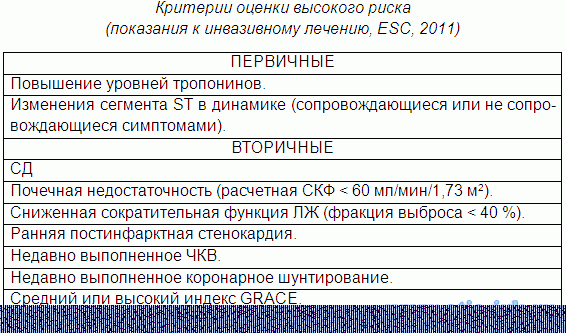 Критерии оценки высокого риска
(показания к инвазивному лечению, ESC, 2011)
ПЕРВИЧНЫЕ
Повышение уровней тропонинов.
Изменения сегмента ST в динамике (сопровождающиеся или не сопро-
вождающиеся симптомами).
ВТОРИЧНЫЕ
СД
Почечная недостаточность (расчетная СКФ < 60 мл/мин/1,73 м²).
Сниженная сократительная функция ЛЖ (фракция выброса < 40 %).
Ранняя постинфарктная стенокардия.
Недавно выполненное ЧКВ.
Недавно выполненное коронарное шунтирование.
Средний или высокий индекс GRACE.